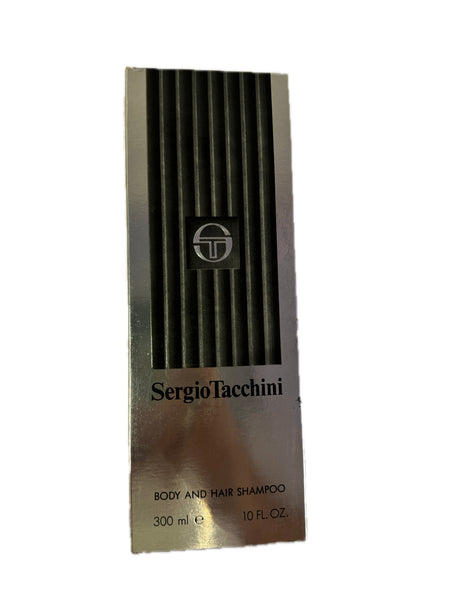 ST
SergioTacchini
BODY AND HAIR SHAMPOO
300 ml ℮ 10 FL. OZ.